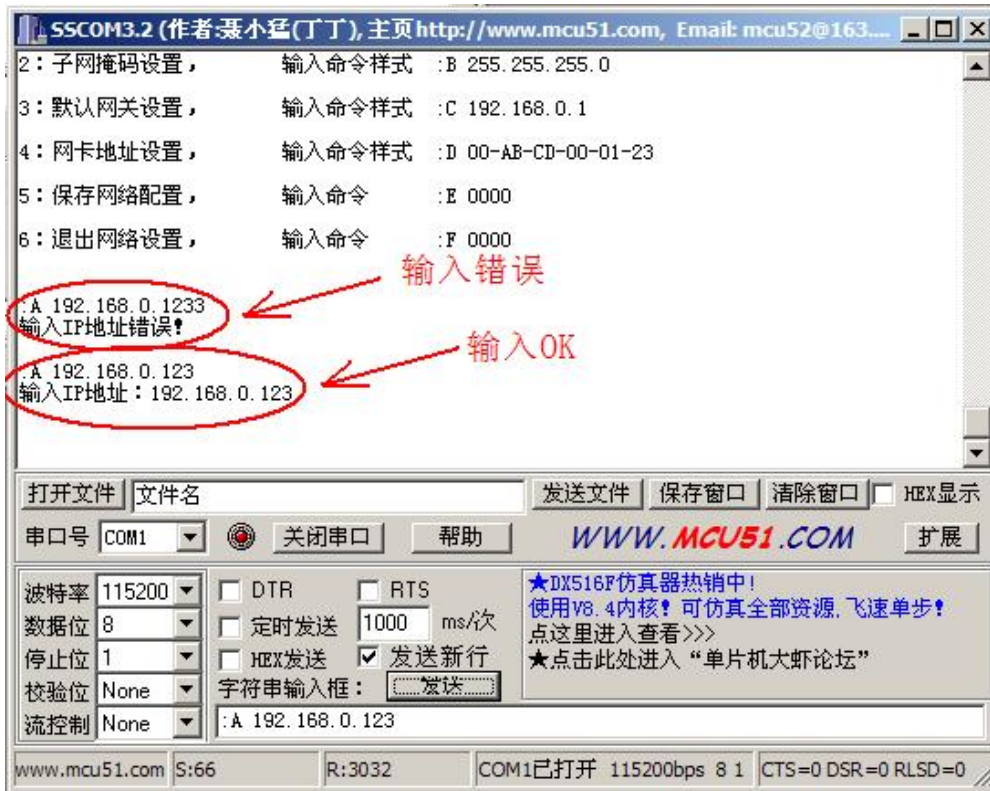 SSCOM3.2 (作者:聂小猛(丁丁), 主页http://www.mcu51.com, Email: mcu52@163....
2：子网掩码设置， 输入命令样式 :B 255.255.255.0
3：默认网关设置， 输入命令样式 :C 192.168.0.1
4：网卡地址设置， 输入命令样式 :D 00-AB-CD-00-01-23
5：保存网络配置， 输入命令 :E 0000
6：退出网络设置， 输入命令 :F 0000
输入错误
:A 192.168.0.1233
输入IP地址错误！
输入OK
:A 192.168.0.123
输入IP地址：192.168.0.123
打开文件 文件名 发送文件 保存窗口 清除窗口 HEX显示
串口号 COM1 关闭串口 帮助 WWW.MCU51.COM 扩展
波特率 115200 DTR RTS
数据位 8 定时发送 1000 ms/次
停止位 1 HEX发送 发送新行
校验位 None 字符串输入框： 发送
流控制 None :A 192.168.0.123
★DX516F仿真器热销中!
使用V8.4内核！可仿真全部资源,飞速单步！
点这里进入查看>>>
★点击此处进入“单片机大虾论坛”
www.mcu51.com S:66 R:3032 COM1已打开 115200bps 8 1 CTS=0 DSR=0 RLSD=0